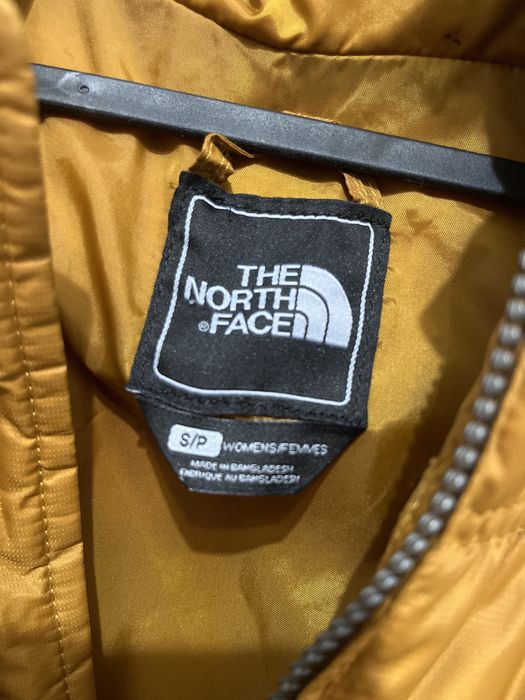 THE
NORTH
®FACE
S/P WOMENS/FEMMES
MADE IN BANGLADESH
FABRIQUE AU BANGLADESH